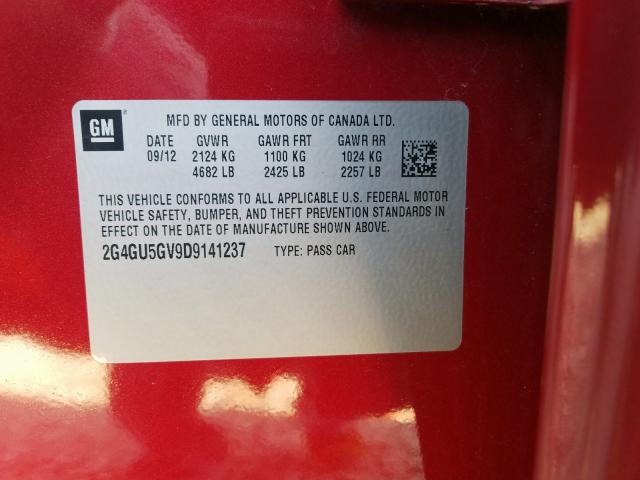 GM
MFD BY GENERAL MOTORS OF CANADA LTD.
DATE GVWR GAWR FRT GAWR RR
09/12 2124 KG 1100 KG 1024 KG
4682 LB 2425 LB 2257 LB
THIS VEHICLE CONFORMS TO ALL APPLICABLE U.S. FEDERAL MOTOR
VEHICLE SAFETY, BUMPER, AND THEFT PREVENTION STANDARDS IN
EFFECT ON THE DATE OF MANUFACTURE SHOWN ABOVE.
2G4GU5GV9D9141237 TYPE: PASS CAR